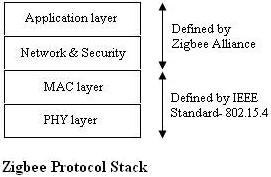 Application layer
Network & Security
MAC layer
PHY layer
Defined by
Zigbee Alliance
Defined by IEEE
Standard- 802.15.4
Zigbee Protocol Stack